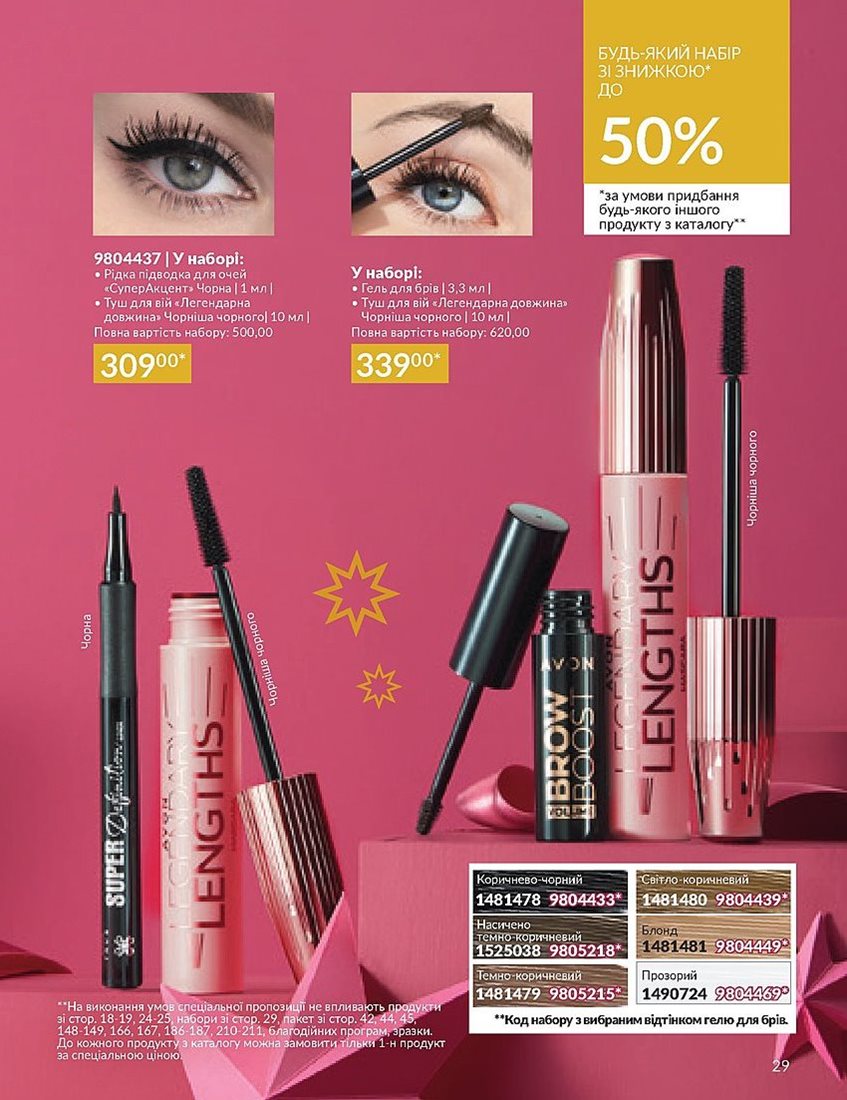 БУДЬ-ЯКИЙ НАБІР
ЗІ ЗНИЖКОЮ*
ДО
50%
*за умови придбання
будь-якого іншого
продукту з каталогу**
9804437 | У наборі:
• Рідка підводка для очей
«СуперАкцент» Чорна | 1 мл |
• Туш для вій «Легендарна
довжина» Чорніша чорного| 10 мл |
Повна вартість набору: 500,00
30900*
У наборі:
• Гель для брів | 3,3 мл |
• Туш для вій «Легендарна довжина»
Чорніша чорного | 10 мл |
Повна вартість набору: 620,00
33900*
Чорна
SUPER Definition
Чорніша чорного
AVON
LEGENDARY
LENGTHS
AVON
BROW
BOOST
AVON
LEGENDARY
LENGTHS
MASCARA
Чорніша чорного
Коричнево-чорний
1481478 9804433*
Насичено
темно-коричневий
1525038 9805218*
Темно-коричневий
1481479 9805215*
Світло-коричневий
1481480 9804439*
Блонд
1481481 9804449*
Прозорий
1490724 9804469*
**Код набору з вибраним відтінком гелю для брів.
**На виконання умов спеціальної пропозиції не впливають продукти
зі стор. 18-19, 24-25, набори зі стор. 29, пакет зі стор. 42, 44, 45,
148-149, 166, 167, 186-187, 210-211, благодійних програм, зразки.
До кожного продукту з каталогу можна замовити тільки 1-н продукт
за спеціальною ціною.
29